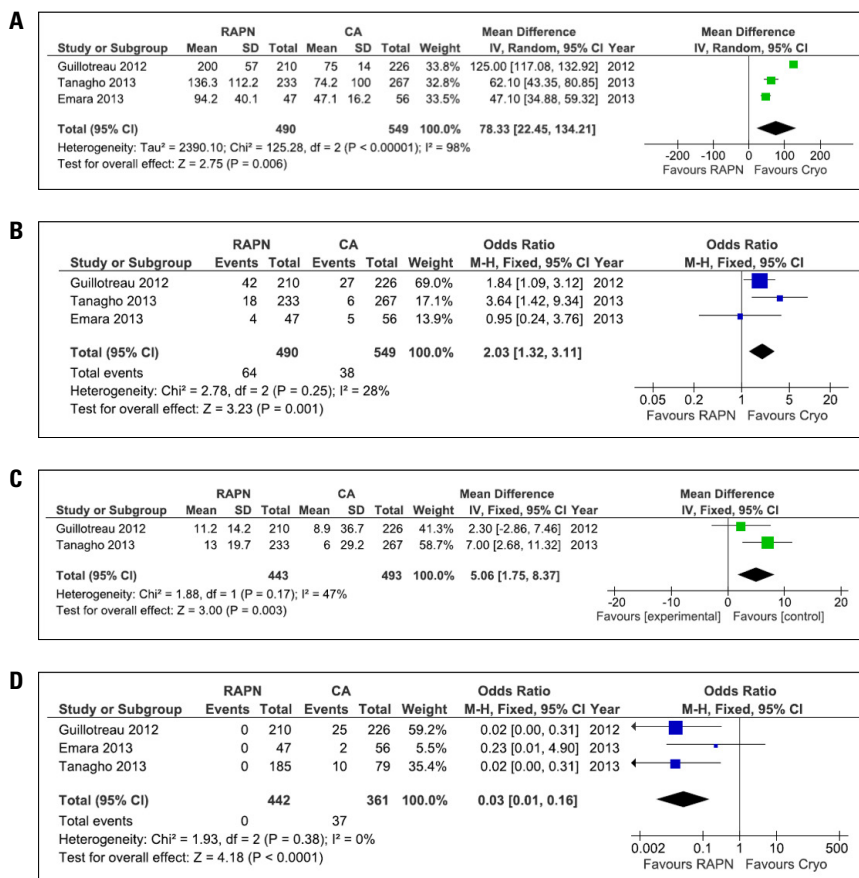 A
RAPN CA Mean Difference Mean Difference
Study or Subgroup Mean SD Total Mean SD Total Weight IV, Random, 95% CI Year IV, Random, 95% CI
Guillotreau 2012 200 57 210 75 14 226 33.8% 125.00 [117.08, 132.92] 2012
Tanagho 2013 136.3 112.2 233 74.2 100 267 32.8% 62.10 [43.35, 80.85] 2013
Emara 2013 94.2 40.1 47 47.1 16.2 56 33.5% 47.10 [34.88, 59.32] 2013
Total (95% CI) 490 549 100.0% 78.33 [22.45, 134.21]
Heterogeneity: Tau² = 2390.10; Chi² = 125.28, df = 2 (P < 0.00001); I² = 98%
Test for overall effect: Z = 2.75 (P = 0.006)
-200 -100 0 100 200
Favours RAPN Favours Cryo
B
RAPN CA Odds Ratio Odds Ratio
Study or Subgroup Events Total Events Total Weight M-H, Fixed, 95% CI Year M-H, Fixed, 95% CI
Guillotreau 2012 42 210 27 226 69.0% 1.84 [1.09, 3.12] 2012
Tanagho 2013 18 233 6 267 17.1% 3.64 [1.42, 9.34] 2013
Emara 2013 4 47 5 56 13.9% 0.95 [0.24, 3.76] 2013
Total (95% CI) 490 549 100.0% 2.03 [1.32, 3.11]
Total events 64 38
Heterogeneity: Chi² = 2.78, df = 2 (P = 0.25); I² = 28%
Test for overall effect: Z = 3.23 (P = 0.001)
0.05 0.2 1 5 20
Favours RAPN Favours Cryo
C
RAPN CA Mean Difference Mean Difference
Study or Subgroup Mean SD Total Mean SD Total Weight IV, Fixed, 95% CI Year IV, Fixed, 95% CI
Guillotreau 2012 11.2 14.2 210 8.9 36.7 226 41.3% 2.30 [-2.86, 7.46] 2012
Tanagho 2013 13 19.7 233 6 29.2 267 58.7% 7.00 [2.68, 11.32] 2013
Total (95% CI) 443 493 100.0% 5.06 [1.75, 8.37]
Heterogeneity: Chi² = 1.88, df = 1 (P = 0.17); I² = 47%
Test for overall effect: Z = 3.00 (P = 0.003)
-20 -10 0 10 20
Favours [experimental] Favours [control]
D
RAPN CA Odds Ratio Odds Ratio
Study or Subgroup Events Total Events Total Weight M-H, Fixed, 95% CI Year M-H, Fixed, 95% CI
Guillotreau 2012 0 210 25 226 59.2% 0.02 [0.00, 0.31] 2012
Emara 2013 0 47 2 56 5.5% 0.23 [0.01, 4.90] 2013
Tanagho 2013 0 185 10 79 35.4% 0.02 [0.00, 0.31] 2013
Total (95% CI) 442 361 100.0% 0.03 [0.01, 0.16]
Total events 0 37
Heterogeneity: Chi² = 1.93, df = 2 (P = 0.38); I² = 0%
Test for overall effect: Z = 4.18 (P < 0.0001)
0.002 0.1 1 10 500
Favours RAPN Favours Cryo